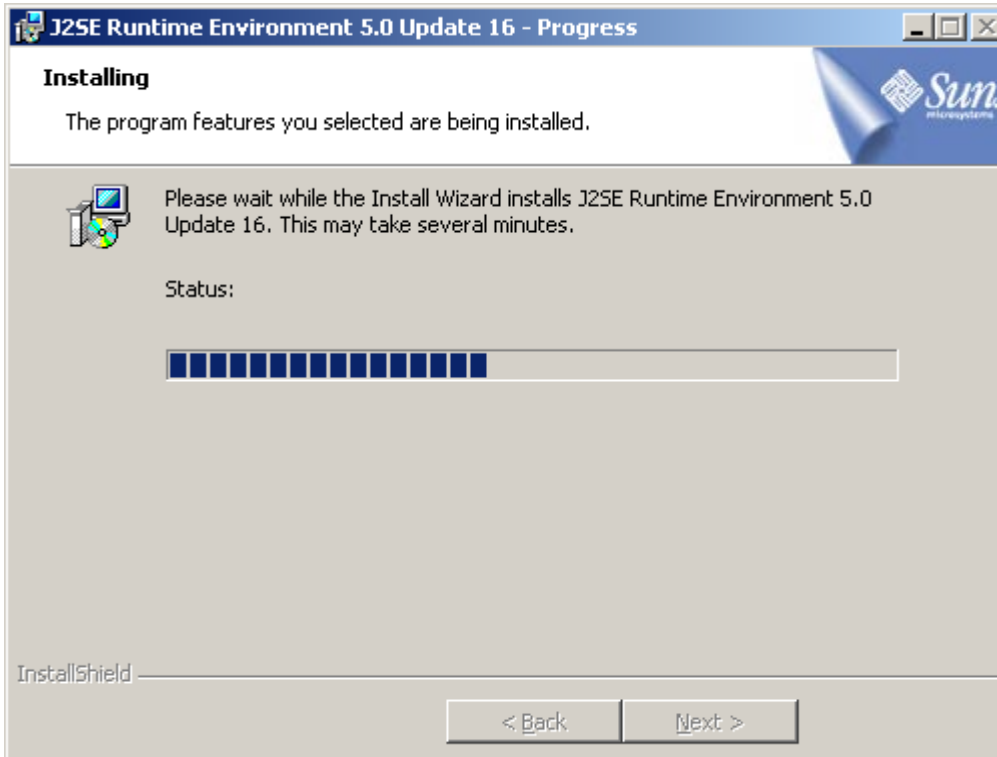 J2SE Runtime Environment 5.0 Update 16 - Progress
Installing
The program features you selected are being installed.
Sun
microsystems
Please wait while the Install Wizard installs J2SE Runtime Environment 5.0
Update 16. This may take several minutes.
Status:
InstallShield
< Back
Next >